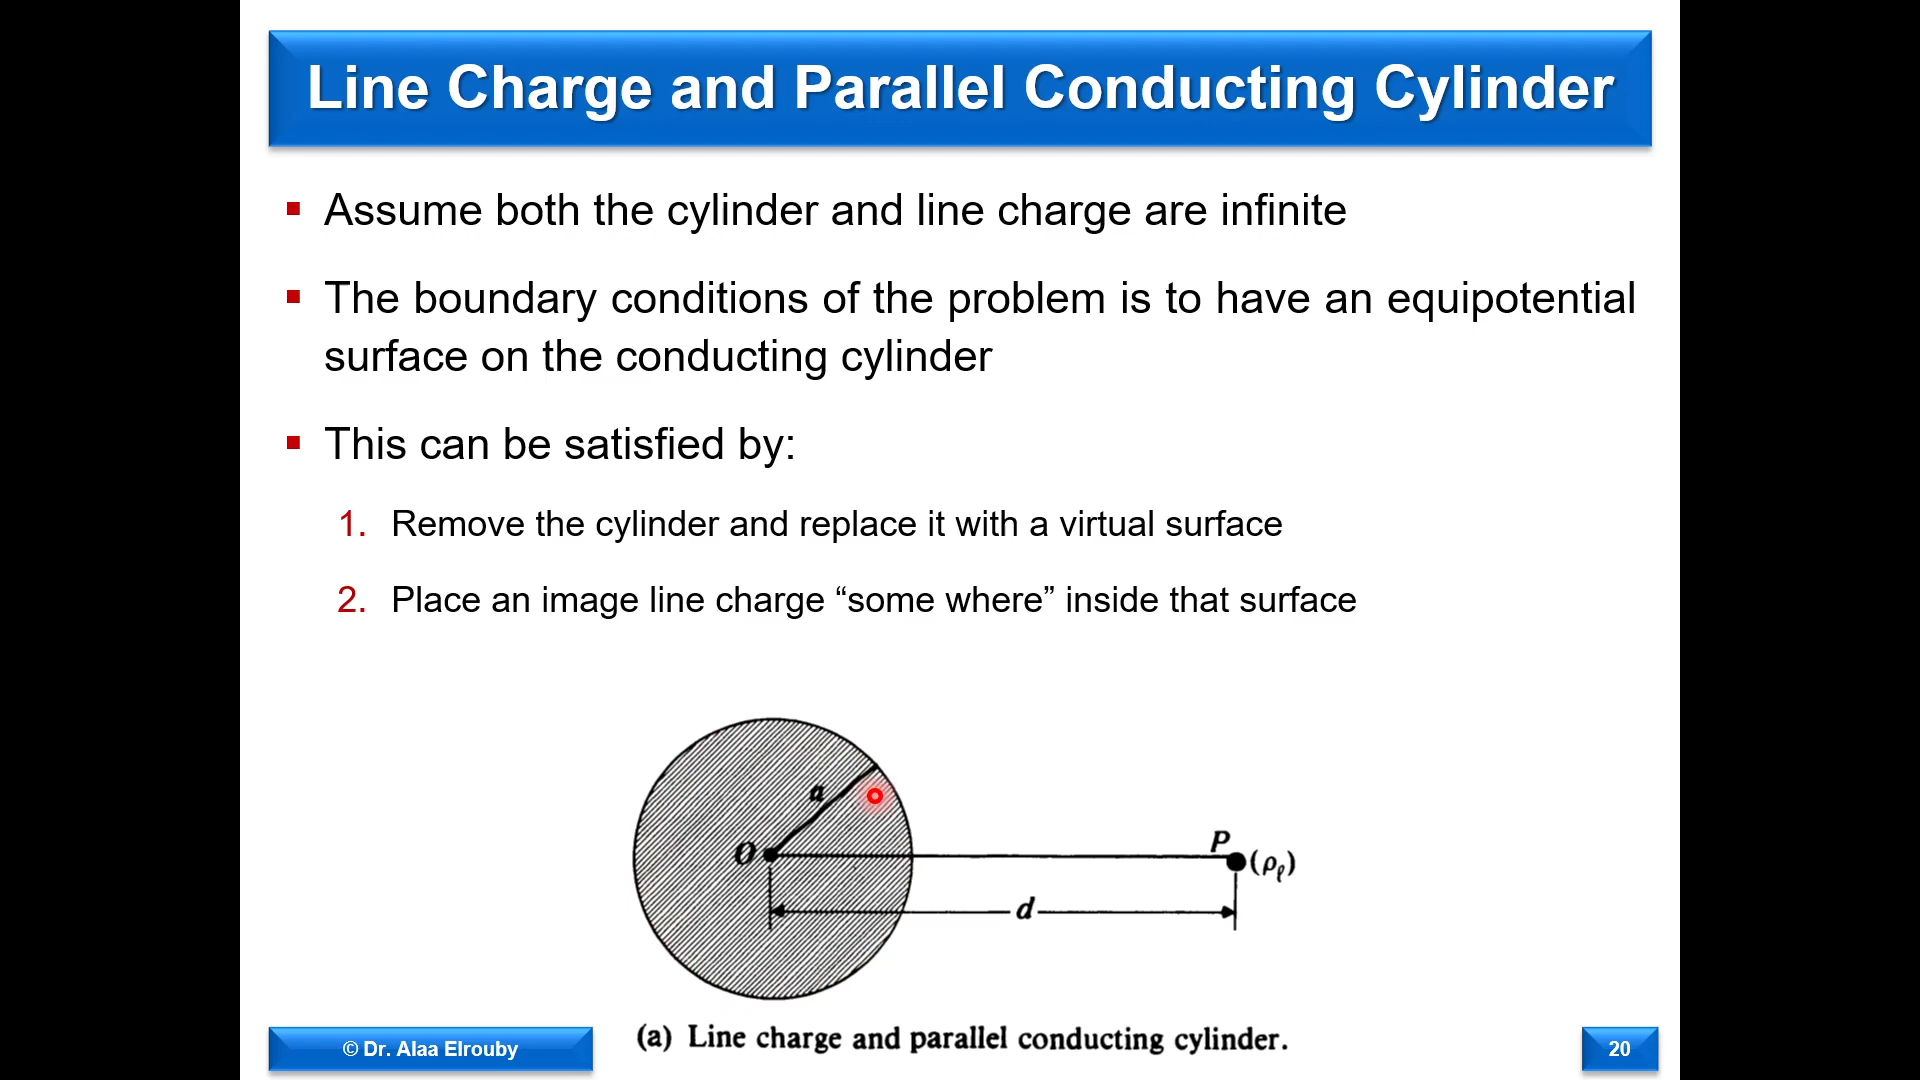 Line Charge and Parallel Conducting Cylinder
▪ Assume both the cylinder and line charge are infinite
▪ The boundary conditions of the problem is to have an equipotential
surface on the conducting cylinder
▪ This can be satisfied by:
1. Remove the cylinder and replace it with a virtual surface
2. Place an image line charge “some where” inside that surface
a
O
P
(ρℓ)
d
(a) Line charge and parallel conducting cylinder.
© Dr. Alaa Elrouby
20